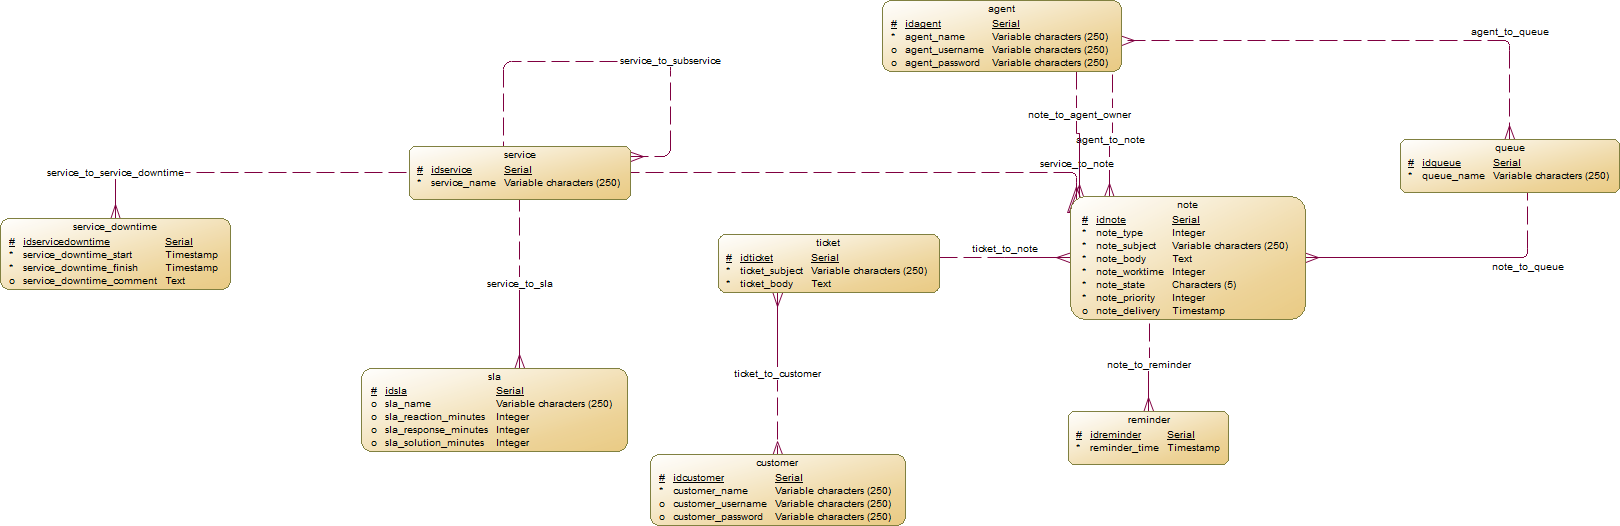 agent
# idagent Serial
* agent_name Variable characters (250)
o agent_username Variable characters (250)
o agent_password Variable characters (250)
agent_to_queue
service_to_subservice
note_to_agent_owner
agent_to_note
service_to_note
service
# idservice Serial
* service_name Variable characters (250)
queue
# idqueue Serial
* queue_name Variable characters (250)
service_to_service_downtime
service_downtime
# idservicedowntime Serial
* service_downtime_start Timestamp
* service_downtime_finish Timestamp
o service_downtime_comment Text
note
# idnote Serial
* note_type Integer
* note_subject Variable characters (250)
* note_body Text
* note_worktime Integer
* note_state Characters (5)
* note_priority Integer
o note_delivery Timestamp
ticket
# idticket Serial
* ticket_subject Variable characters (250)
* ticket_body Text
ticket_to_note
note_to_queue
service_to_sla
sla
# idsla Serial
o sla_name Variable characters (250)
o sla_reaction_minutes Integer
o sla_response_minutes Integer
o sla_solution_minutes Integer
ticket_to_customer
note_to_reminder
reminder
# idreminder Serial
* reminder_time Timestamp
customer
# idcustomer Serial
* customer_name Variable characters (250)
o customer_username Variable characters (250)
o customer_password Variable characters (250)